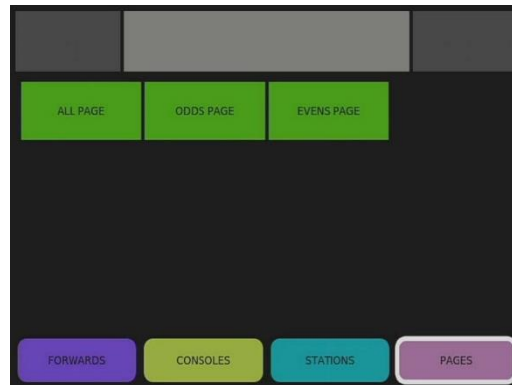 ALL PAGE
ODDS PAGE
EVENS PAGE
FORWARDS
CONSOLES
STATIONS
PAGES